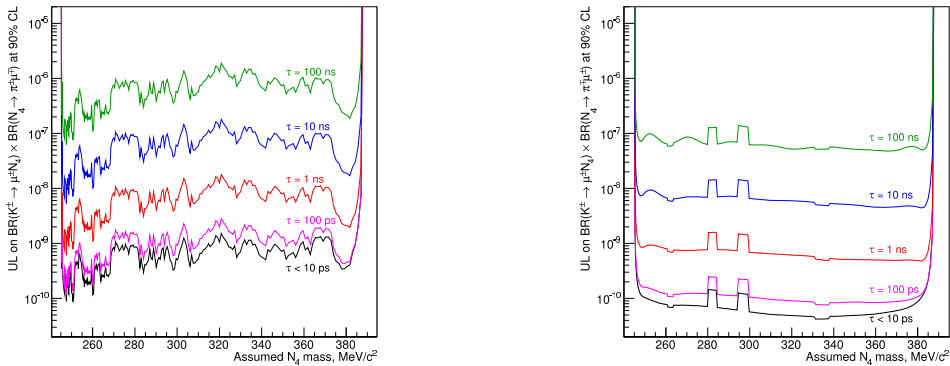 UL on BR(K± → μ±N₄) × BR(N₄→ π∓μ±) at 90% CL
10⁻⁵
10⁻⁶
10⁻⁷
10⁻⁸
10⁻⁹
10⁻¹⁰
τ = 100 ns
τ = 10 ns
τ = 1 ns
τ = 100 ps
τ < 10 ps
260 280 300 320 340 360 380
Assumed N₄ mass, MeV/c²
UL on BR(K± → μ±N₄) × BR(N₄→ π±μ∓) at 90% CL
10⁻⁵
10⁻⁶
10⁻⁷
10⁻⁸
10⁻⁹
10⁻¹⁰
τ = 100 ns
τ = 10 ns
τ = 1 ns
τ = 100 ps
τ < 10 ps
260 280 300 320 340 360 380
Assumed N₄ mass, MeV/c²